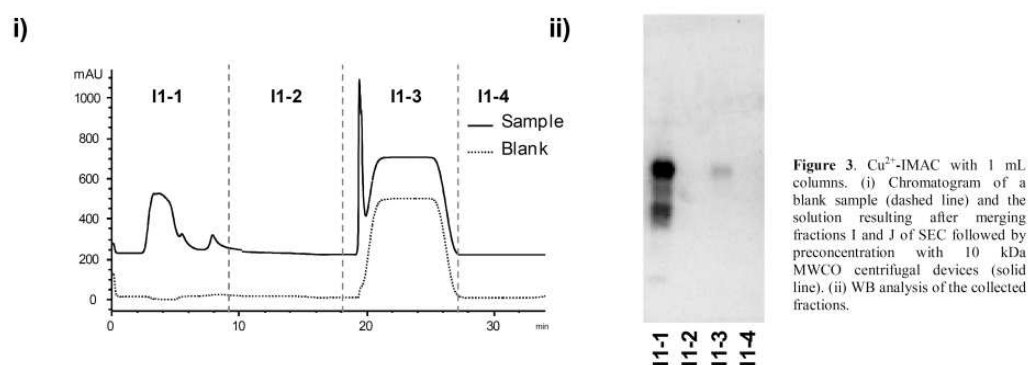 i)
mAU
1000
800
600
400
200
0
I1-1
I1-2
I1-3
I1-4
Sample
Blank
0
10
20
30
min
ii)
I1-1
I1-2
I1-3
I1-4
Figure 3. Cu²⁺-IMAC with 1 mL
columns. (i) Chromatogram of a
blank sample (dashed line) and the
solution resulting after merging
fractions I and J of SEC followed by
preconcentration with 10 kDa
MWCO centrifugal devices (solid
line). (ii) WB analysis of the collected
fractions.